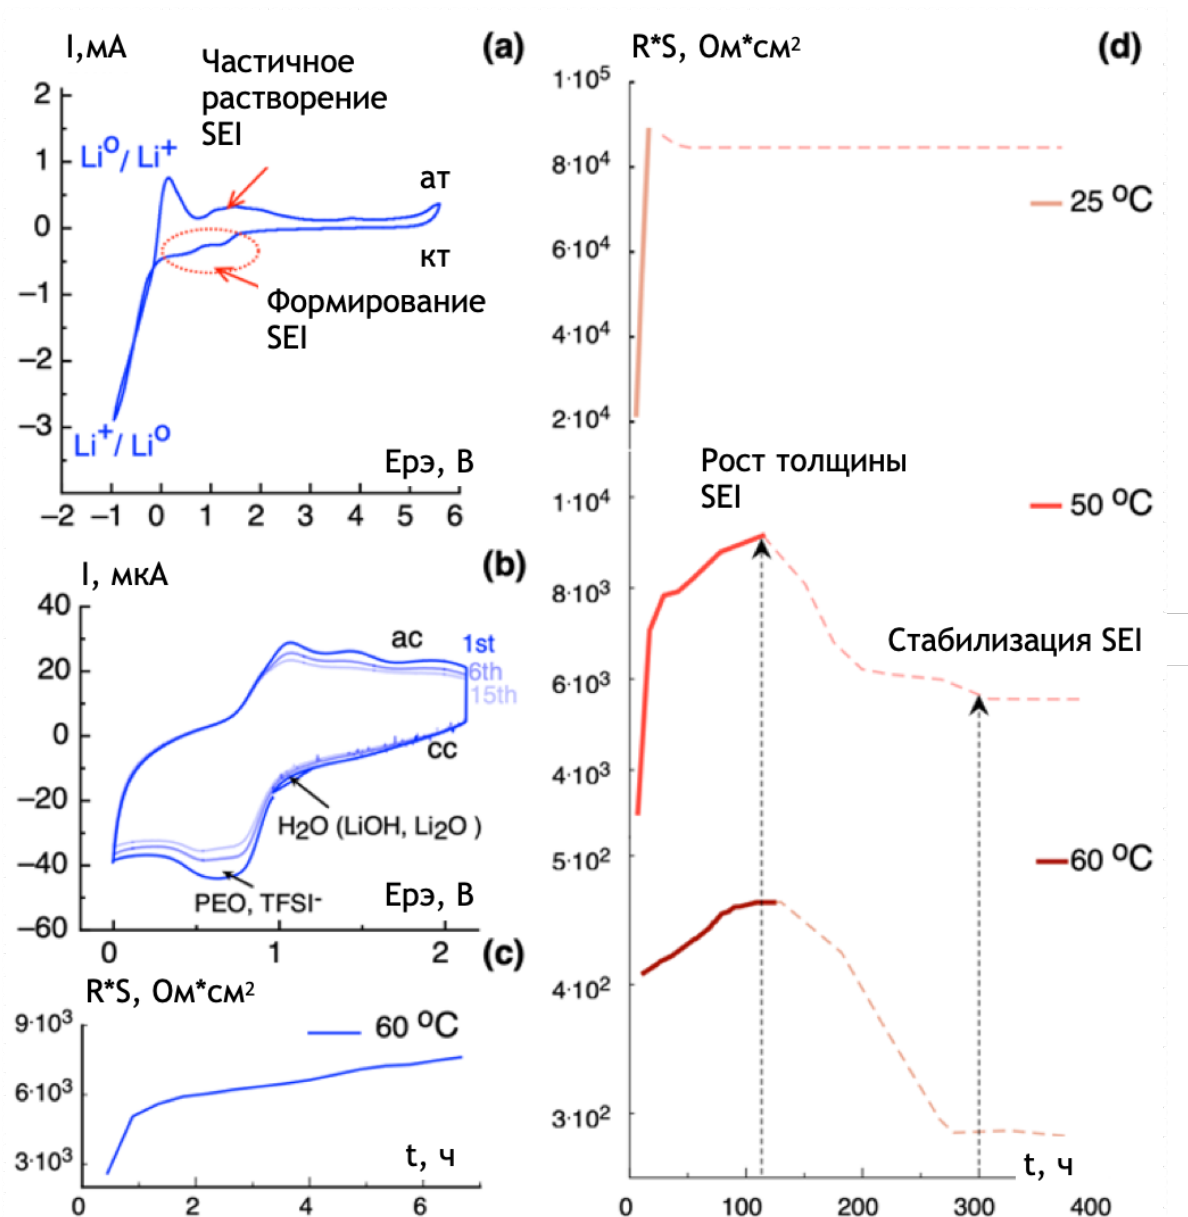 I,мА
(a)
Частичное
растворение
SEI
2
Li⁰/ Li⁺
1
ат
0
кт
−1
Формирование
SEI
−2
−3
Li⁺/ Li⁰
Eрэ, В
−2 −1 0 1 2 3 4 5 6
I, мкА
(b)
40
ac
1st
20
6th
15th
0
cc
−20
H₂O (LiOH, Li₂O )
−40
PEO, TFSI⁻
Eрэ, В
−60
0 1 2
(c)
R*S, Ом*см²
9·10³
60 ⁰C
6·10³
3·10³
t, ч
0 2 4 6
R*S, Ом*см²
(d)
1·10⁵
8·10⁴
25 ⁰C
6·10⁴
4·10⁴
2·10⁴
Рост толщины
SEI
1·10⁴
50 ⁰C
8·10³
Стабилизация SEI
6·10³
4·10³
5·10²
60 ⁰C
4·10²
3·10²
t, ч
0 100 200 300 400